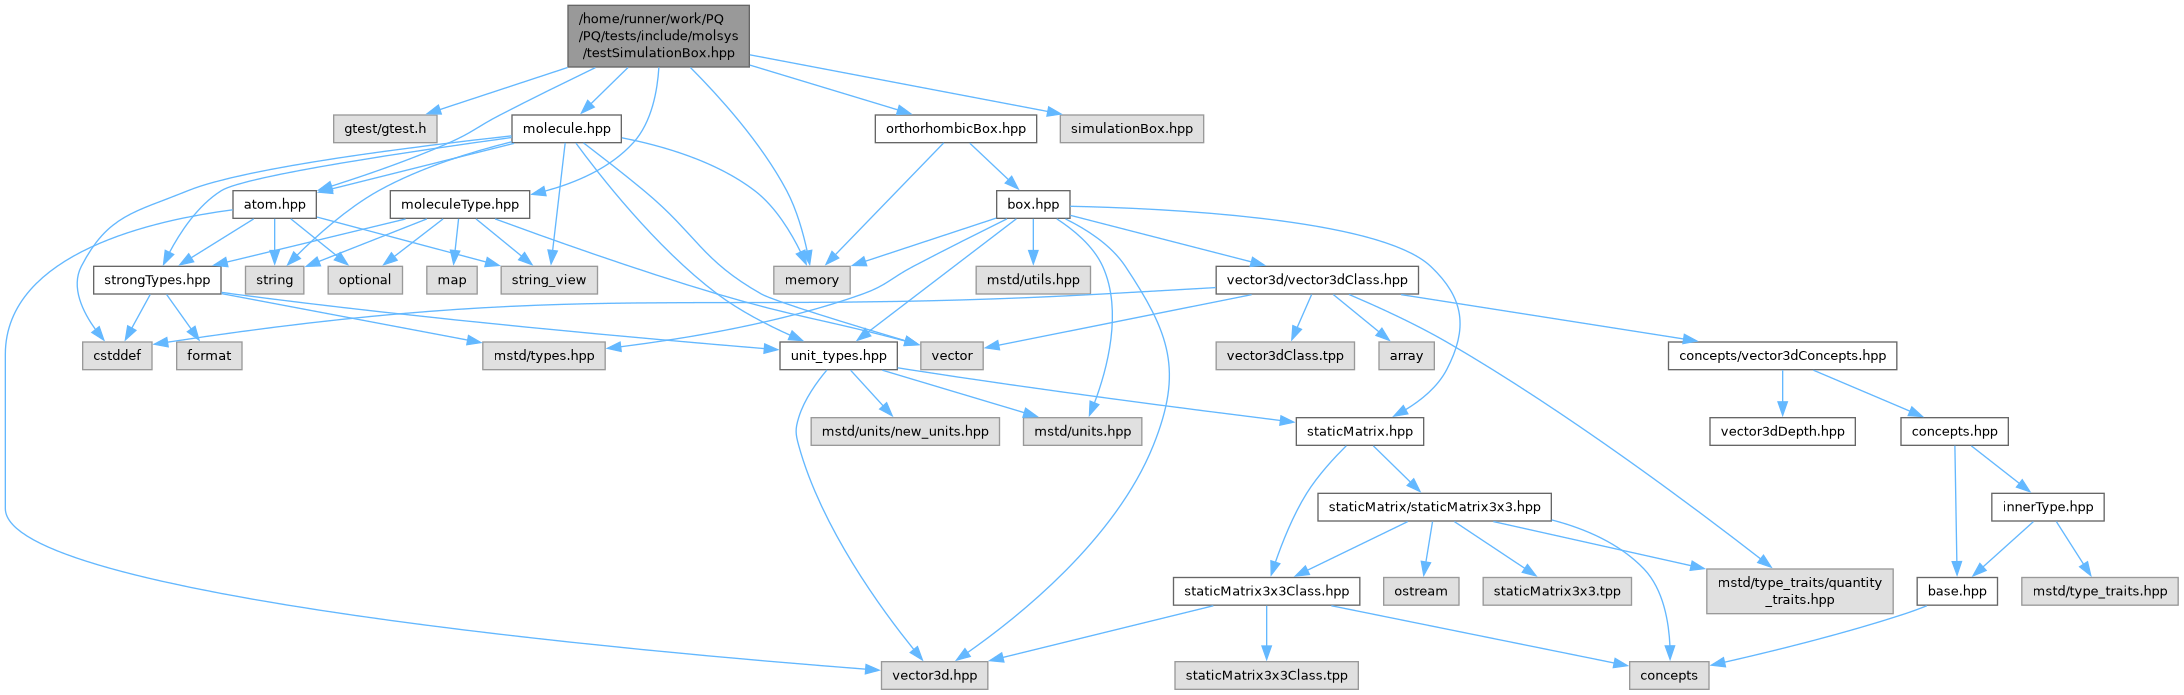 /home/runner/work/PQ
/PQ/tests/include/molsys
/testSimulationBox.hpp
gtest/gtest.h
molecule.hpp
orthorhombicBox.hpp
simulationBox.hpp
atom.hpp
moleculeType.hpp
box.hpp
strongTypes.hpp
string
optional
map
string_view
memory
mstd/utils.hpp
vector3d/vector3dClass.hpp
cstddef
format
mstd/types.hpp
unit_types.hpp
vector
vector3dClass.tpp
array
concepts/vector3dConcepts.hpp
mstd/units/new_units.hpp
mstd/units.hpp
staticMatrix.hpp
vector3dDepth.hpp
concepts.hpp
staticMatrix/staticMatrix3x3.hpp
innerType.hpp
staticMatrix3x3Class.hpp
ostream
staticMatrix3x3.tpp
mstd/type_traits/quantity
_traits.hpp
base.hpp
mstd/type_traits.hpp
vector3d.hpp
staticMatrix3x3Class.tpp
concepts